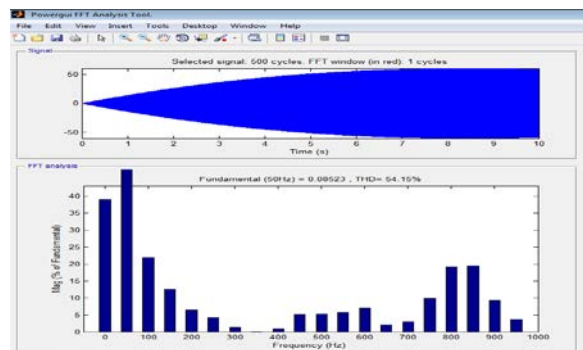 Powergui FFT Analysis Tool.
File Edit View Insert Tools Desktop Window Help
Signal
Selected signal: 500 cycles. FFT window (in red): 1 cycles
50
0
-50
0 1 2 3 4 5 6 7 8 9 10
Time (s)
FFT analysis
Fundamental (50Hz) = 0.08523 , THD= 54.15%
40
35
30
25
20
15
10
5
0
Mag (% of Fundamental)
0 100 200 300 400 500 600 700 800 900 1000
Frequency (Hz)